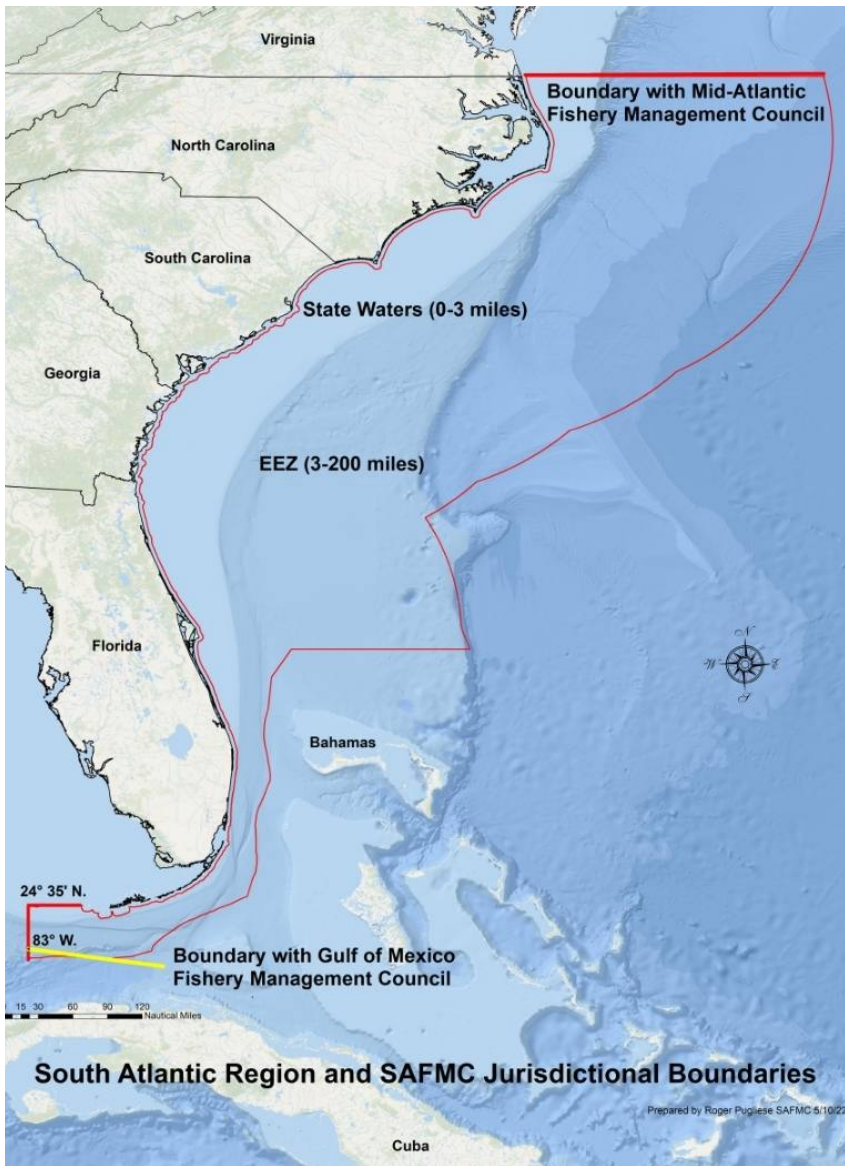 Virginia
Boundary with Mid-Atlantic
Fishery Management Council
North Carolina
South Carolina
State Waters (0-3 miles)
Georgia
EEZ (3-200 miles)
N
W
E
S
Florida
Bahamas
24° 35' N.
83° W.
Boundary with Gulf of Mexico
Fishery Management Council
15 30 60 90 120
Nautical Miles
South Atlantic Region and SAFMC Jurisdictional Boundaries
Prepared by Roger Pugliese SAFMC 5/10/22
Cuba